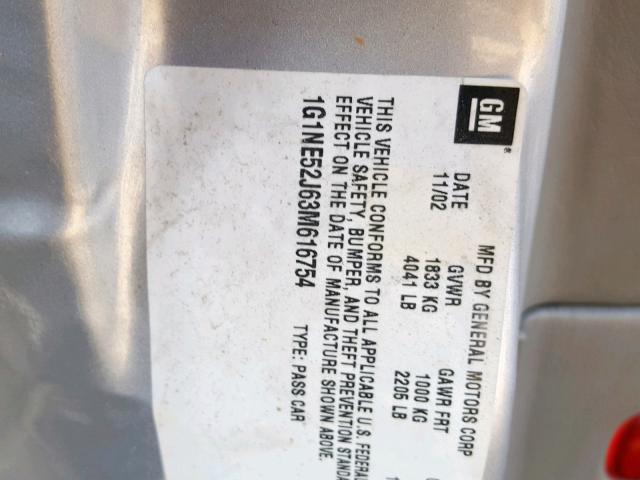 GM
®
MFD BY GENERAL MOTORS CORP
DATE GVWR GAWR FRT
11/02 1833 KG 1000 KG
4041 LB 2205 LB
THIS VEHICLE CONFORMS TO ALL APPLICABLE U.S. FEDERAL
VEHICLE SAFETY, BUMPER, AND THEFT PREVENTION
EFFECT ON THE DATE OF MANUFACTURE SHOWN ABOVE.
1G1NE52J63M616754 TYPE: PASS CAR